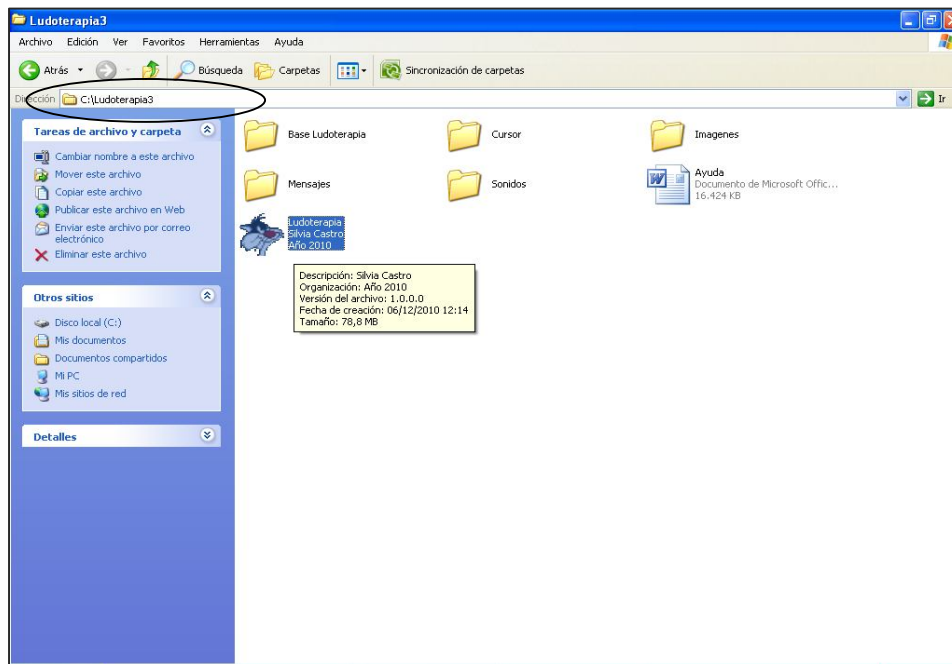 Ludoterapia3
Archivo Edición Ver Favoritos Herramientas Ayuda
Atrás Búsqueda Carpetas Sincronización de carpetas
Dirección C:\Ludoterapia3 Ir
Tareas de archivo y carpeta
Cambiar nombre a este archivo
Mover este archivo
Copiar este archivo
Publicar este archivo en Web
Enviar este archivo por correo
electrónico
Eliminar este archivo
Otros sitios
Disco local (C:)
Mis documentos
Documentos compartidos
Mi PC
Mis sitios de red
Detalles
Base Ludoterapia
Cursor
Imagenes
Mensajes
Sonidos
Ayuda
Documento de Microsoft Offic...
16.424 KB
Ludoterapia
Silvia Castro
Año 2010
Descripción: Silvia Castro
Organización: Año 2010
Versión del archivo: 1.0.0.0
Fecha de creación: 06/12/2010 12:14
Tamaño: 78,8 MB